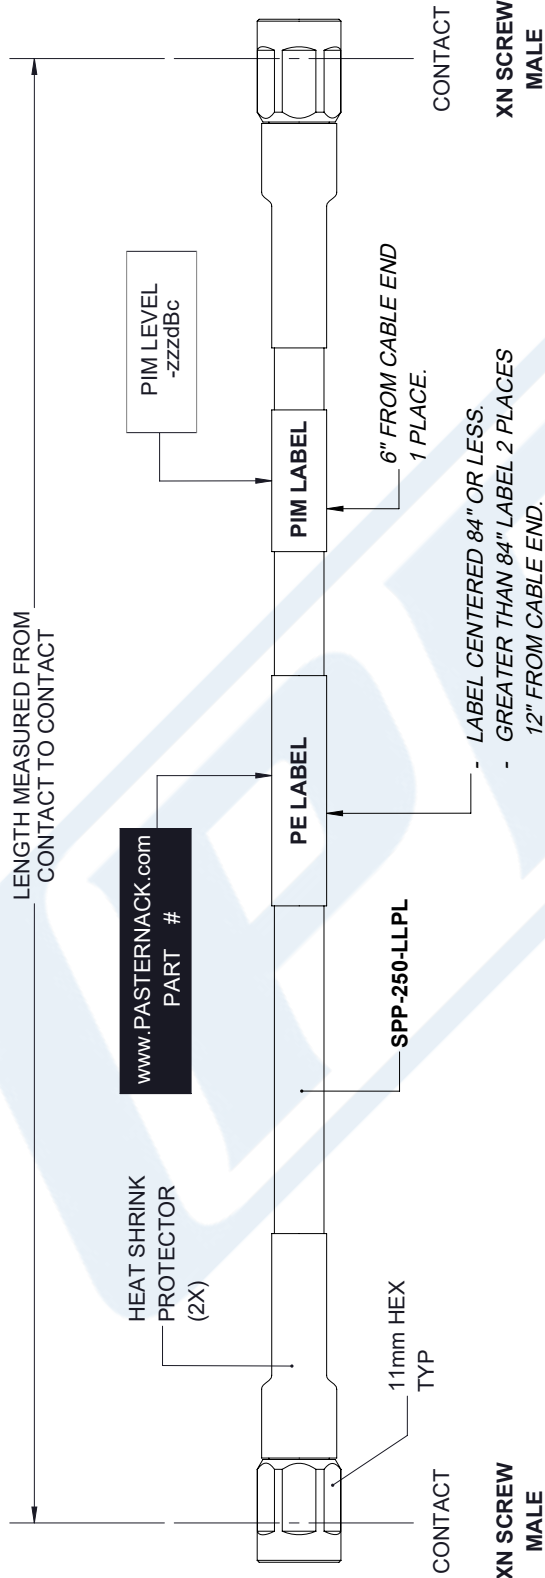 LENGTH MEASURED FROM
CONTACT TO CONTACT
HEAT SHRINK
PROTECTOR
(2X)
www.PASTERNACK.com
PART #
PIM LEVEL
-zzzdBc
PE LABEL
PIM LABEL
11mm HEX
TYP
SPP-250-LLPL
6" FROM CABLE END
1 PLACE.
- LABEL CENTERED 84" OR LESS.
- GREATER THAN 84" LABEL 2 PLACES
12" FROM CABLE END.
CONTACT
XN SCREW
MALE
CONTACT
XN SCREW
MALE